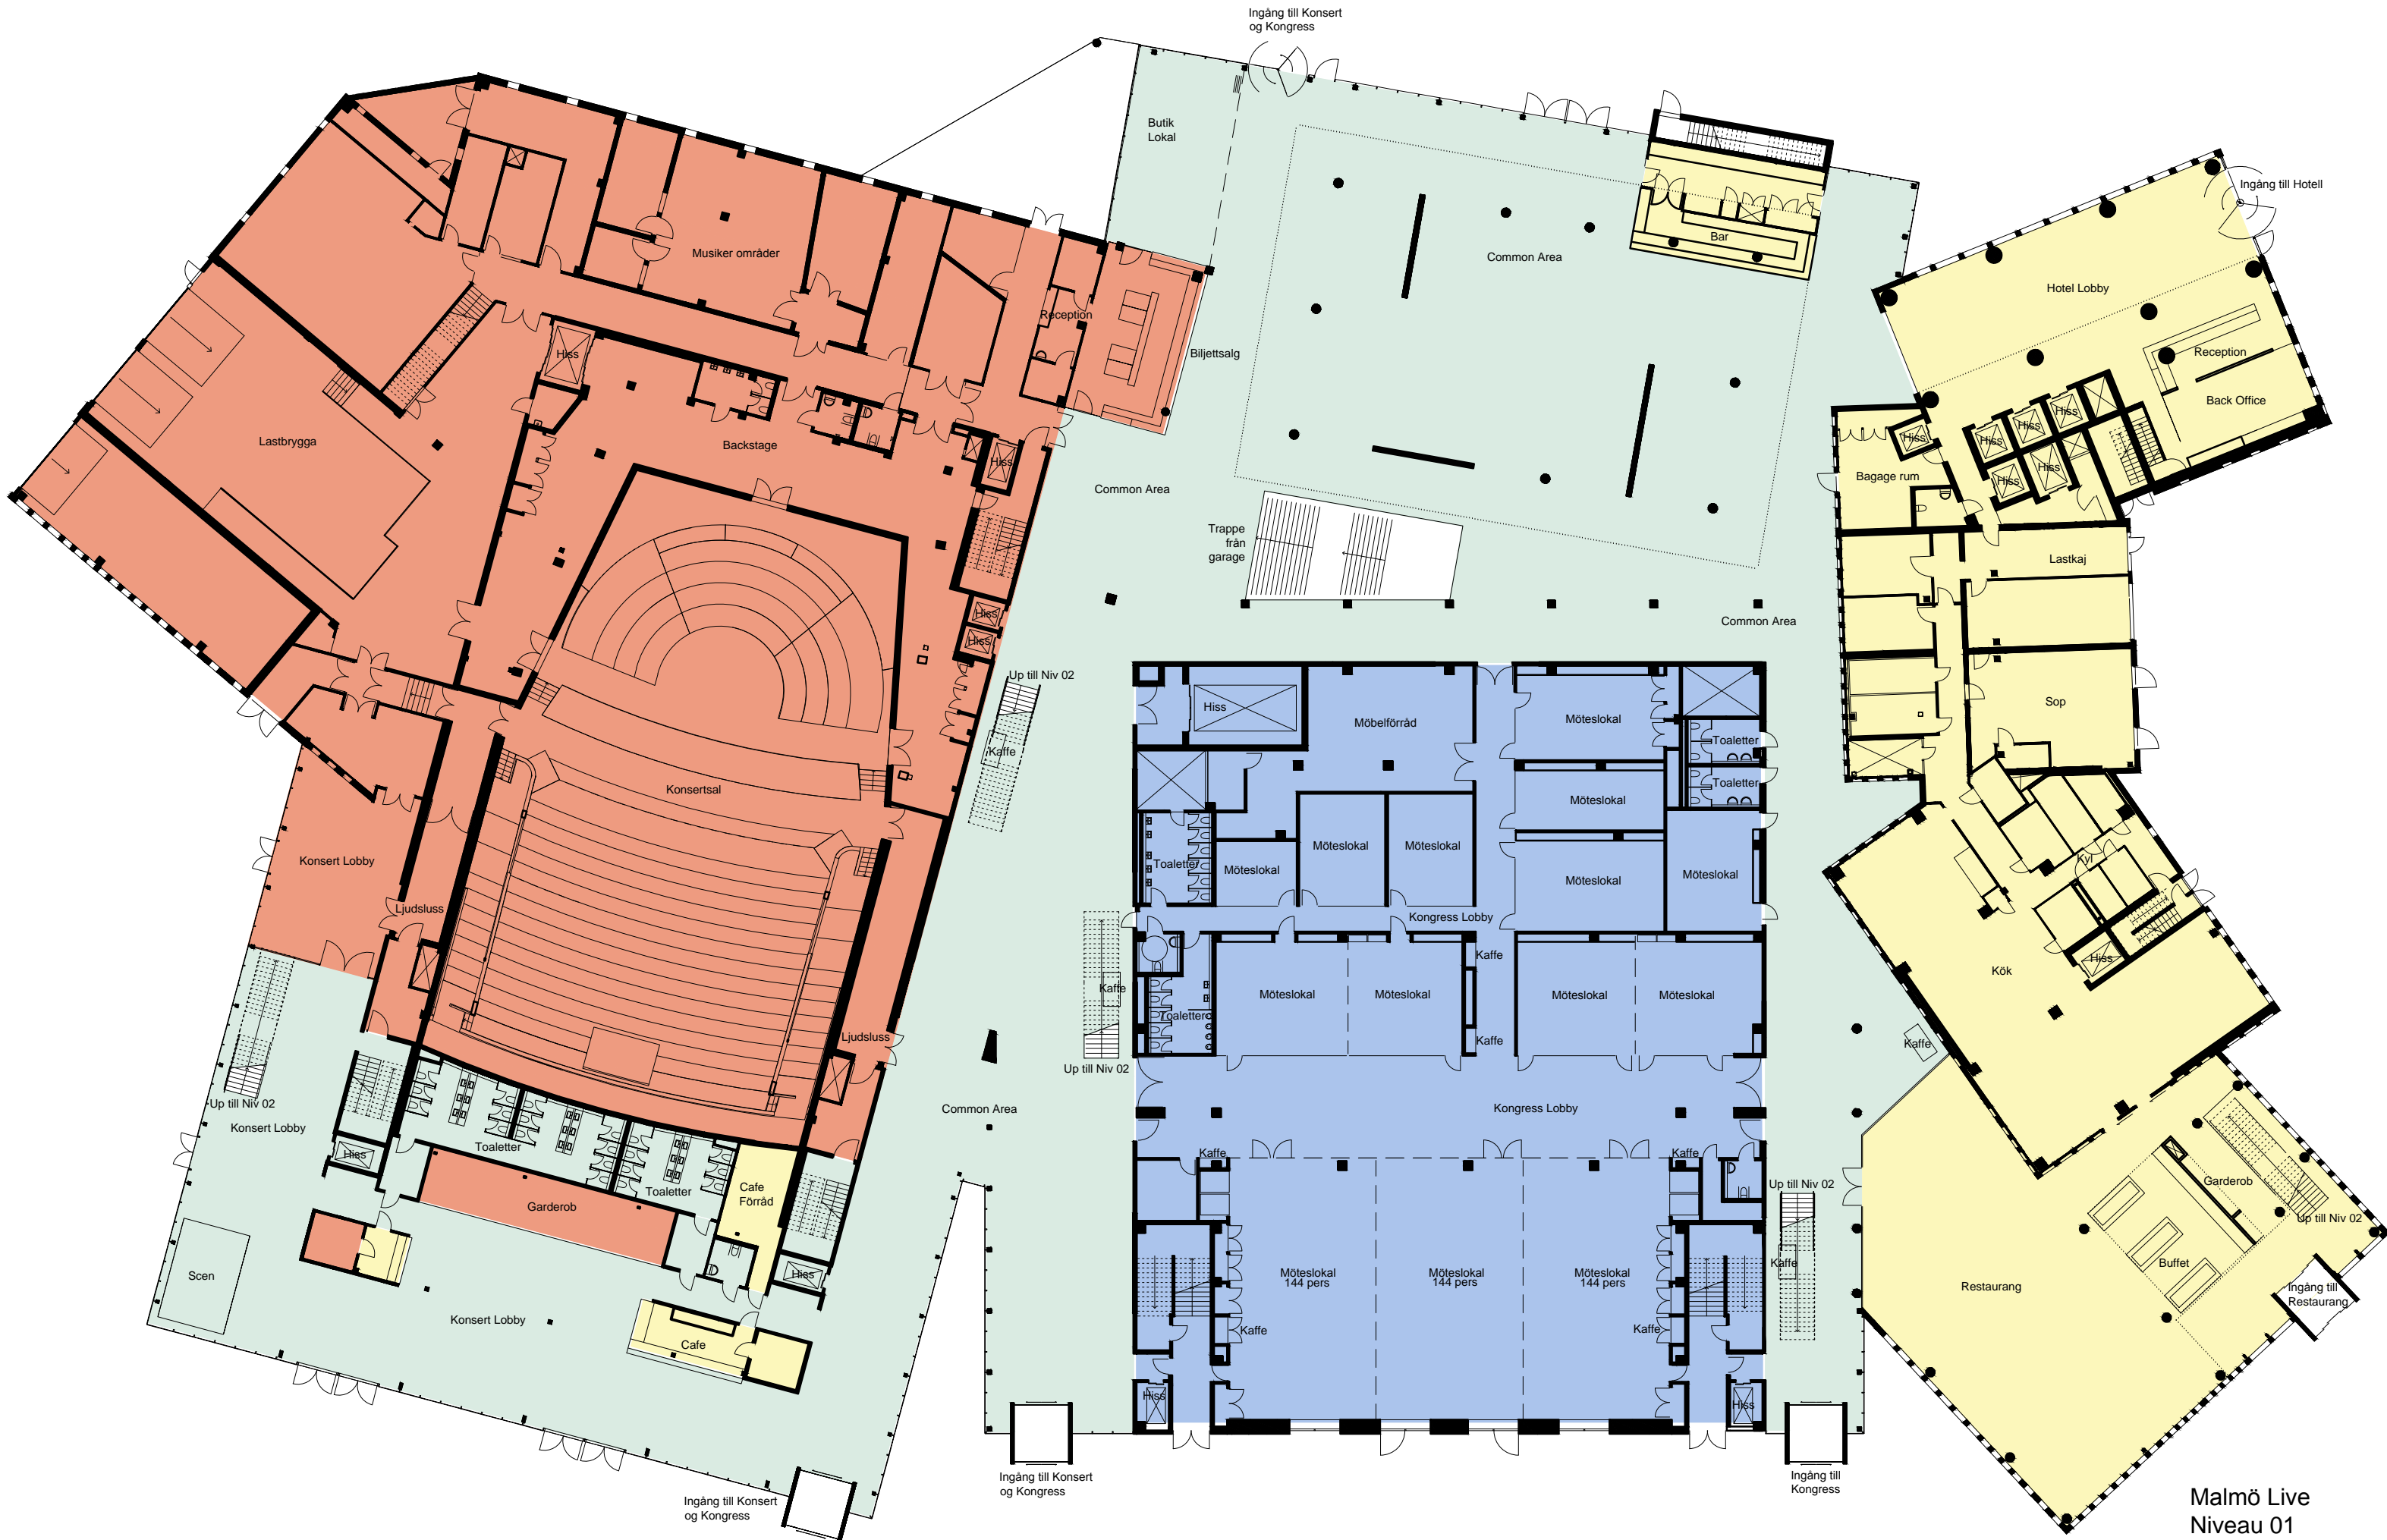 Ingång till Konsert
og Kongress
Butik
Lokal
Ingång till Hotell
Bar
Musiker områder
Common Area
Hotel Lobby
Reception
Biljettsalg
Hiss
Reception
Back Office
Lastbrygga
Backstage
Hiss
Hiss
Hiss
Hiss
Hiss
Hiss
Hiss
Hiss
Bagage rum
Common Area
Trappe
från
garage
Lastkaj
Hiss
Hiss
Common Area
Up till Niv 02
Kaffe
Hiss
Möbelförråd
Möteslokal
Toaletter
Sop
Konsertsal
Toaletter
Möteslokal
Konsert Lobby
Toaletter
Möteslokal
Möteslokal
Möteslokal
Möteslokal
Möteslokal
Kyl
Ljudsluss
Kongress Lobby
Kaffe
Hiss
Kök
Kaffe
Möteslokal
Möteslokal
Möteslokal
Möteslokal
Toaletter
Ljudsluss
Kaffe
Kaffe
Up till Niv 02
Up till Niv 02
Konsert Lobby
Common Area
Kongress Lobby
Toaletter
Hiss
Kaffe
Kaffe
Cafe
Förråd
Toaletter
Garderob
Up till Niv 02
Garderob
Up till Niv 02
Scen
Hiss
Möteslokal
144 pers
Möteslokal
144 pers
Möteslokal
144 pers
Kaffe
Buffet
Restaurang
Ingång till
Restaurang
Konsert Lobby
Cafe
Kaffe
Kaffe
Hiss
Hiss
Ingång till Konsert
og Kongress
Ingång till Konsert
og Kongress
Ingång till
Kongress
Malmö Live
Niveau 01